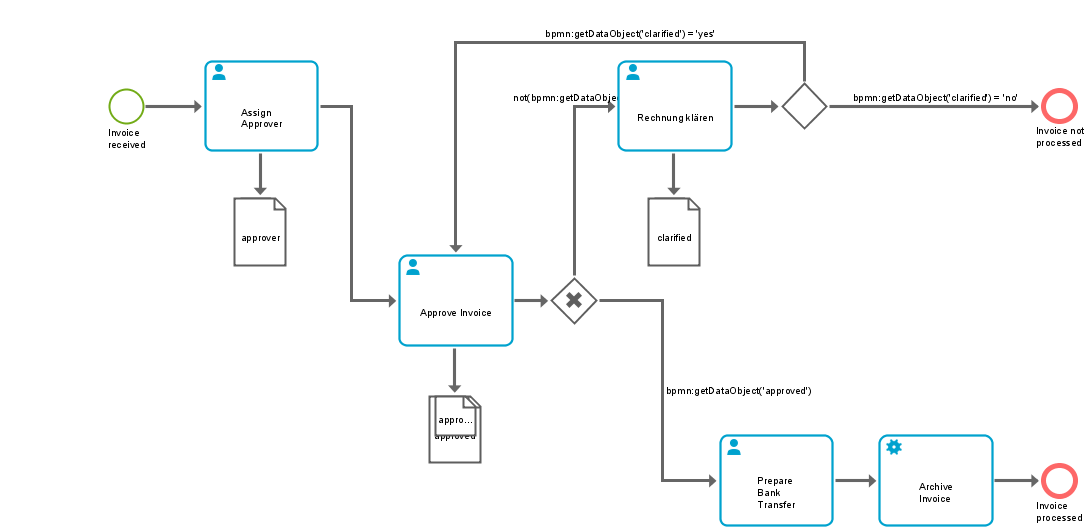 bpmn:getDataObject('clarified') = 'yes'
not(bpmn:getDataObjec
bpmn:getDataObject('clarified') = 'no'
Assign
Approver
Rechnung klären
Invoice
received
Invoice not
processed
approver
clarified
Approve Invoice
bpmn:getDataObject('approved')
appro...
approved
Prepare
Bank
Transfer
Archive
Invoice
Invoice
processed